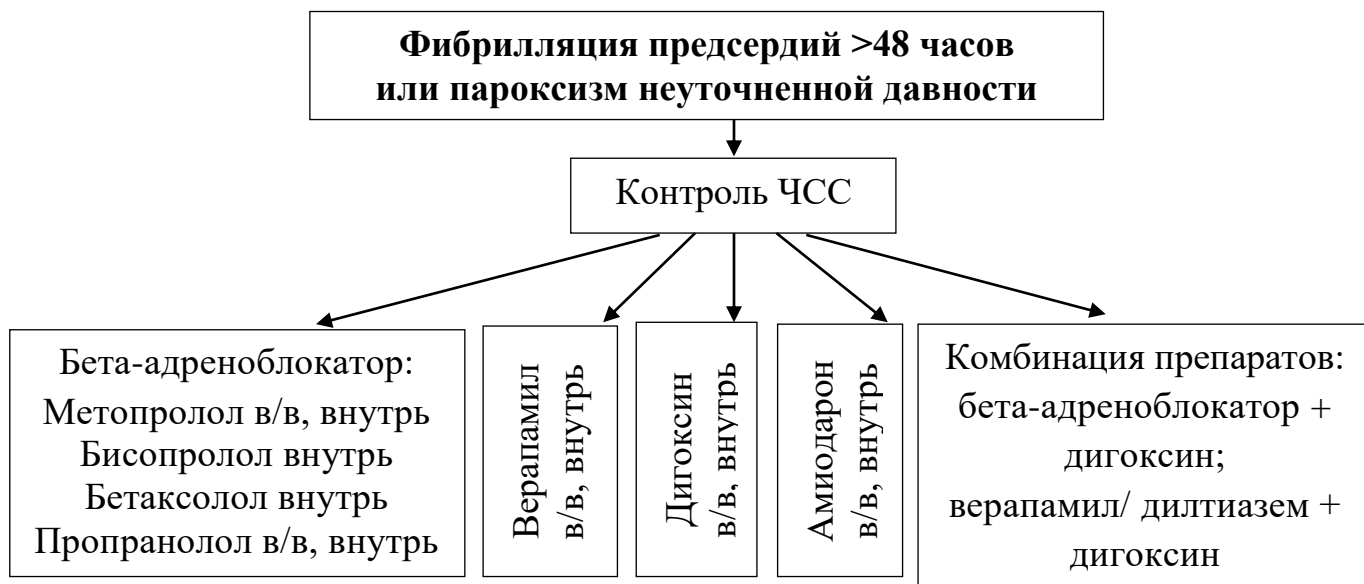 Фибрилляция предсердий >48 часов
или пароксизм неуточненной давности
Контроль ЧСС
Бета-адреноблокатор:
Метопролол в/в, внутрь
Бисопролол внутрь
Бетаксолол внутрь
Пропранолол в/в, внутрь
Верапамил
в/в, внутрь
Дигоксин
в/в, внутрь
Амиодарон
в/в, внутрь
Комбинация препаратов:
бета-адреноблокатор +
дигоксин;
верапамил/ дилтиазем +
дигоксин